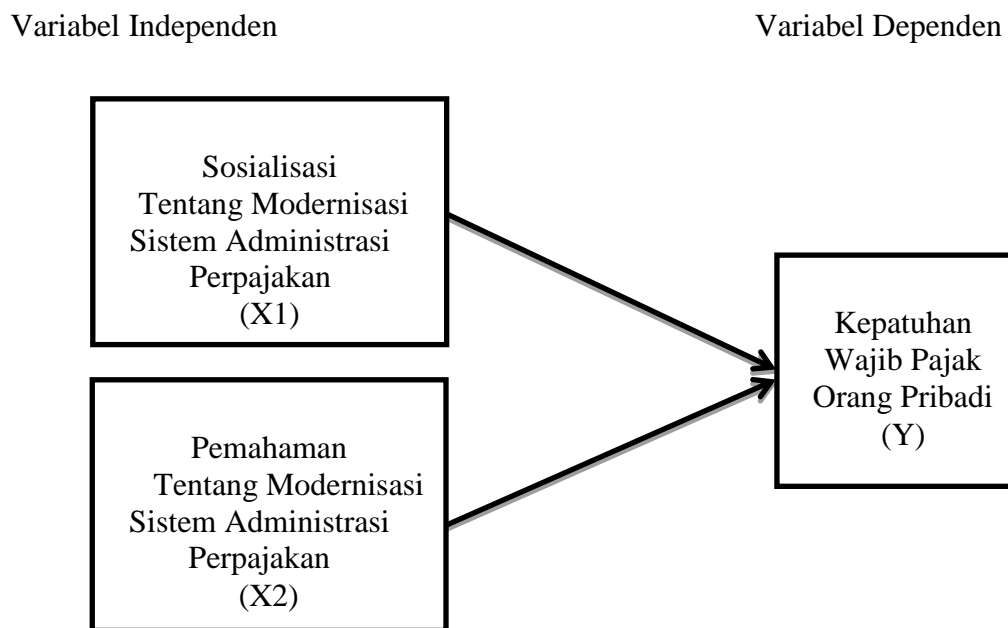 Variabel Independen
Variabel Dependen
Sosialisasi
Tentang Modernisasi
Sistem Administrasi
Perpajakan
(X1)
Pemahaman
Tentang Modernisasi
Sistem Administrasi
Perpajakan
(X2)
Kepatuhan
Wajib Pajak
Orang Pribadi
(Y)